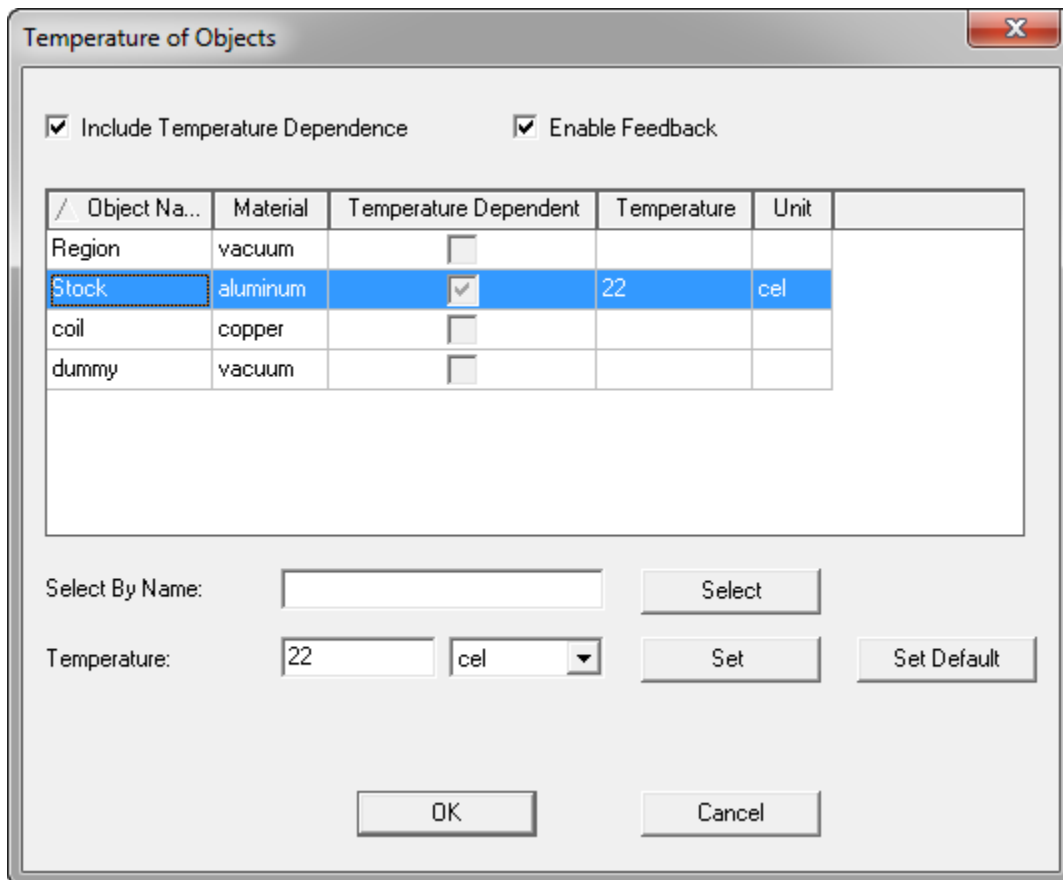 Temperature of Objects
Include Temperature Dependence Enable Feedback
Object Na... Material Temperature Dependent Temperature Unit
Region vacuum
Stock aluminum 22 cel
coil copper
dummy vacuum
Select By Name: Select
Temperature: 22 cel Set Set Default
OK Cancel